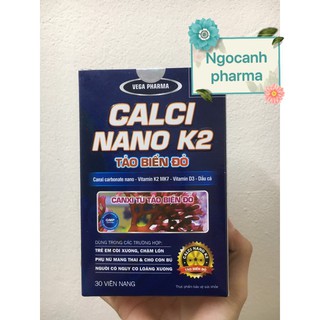 Ngocanh
pharma
VEGA PHARMA
CALCI
NANO K2
TẢO BIỂN ĐỎ
Canxi carbonate nano - Vitamin K2 MK7 - Vitamin D3 - Dầu cá
CANXI TỪ TẢO BIỂN ĐỎ
DÙNG TRONG CÁC TRƯỜNG HỢP:
TRẺ EM CÒI XƯƠNG, CHẬM LỚN
PHỤ NỮ MANG THAI & CHO CON BÚ
NGƯỜI CÓ NGUY CƠ LOÃNG XƯƠNG
30 VIÊN NANG